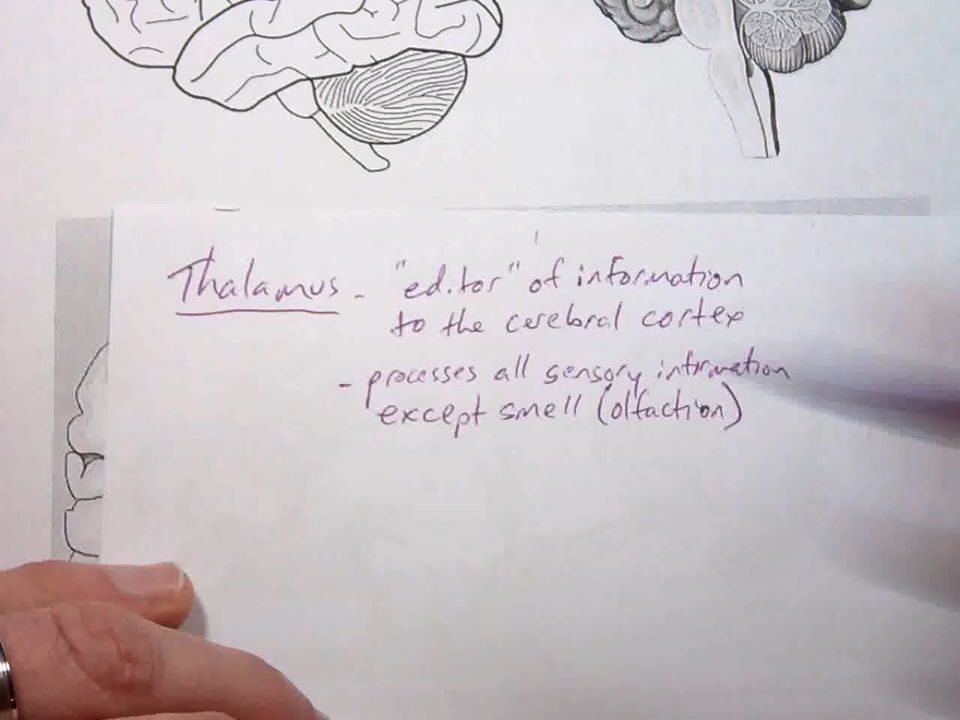 Thalamus - "editor" of information
to the cerebral cortex
- processes all sensory information
except smell (olfaction)